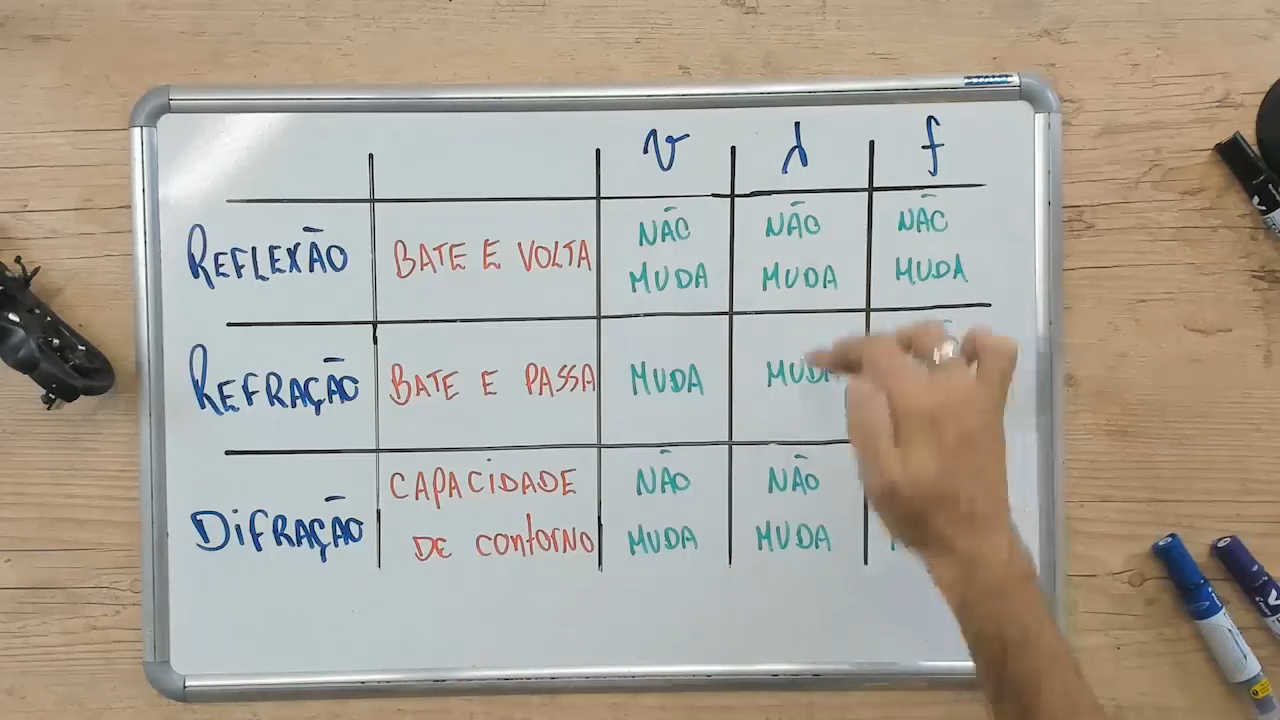 v λ f
REFLEXÃO BATE E VOLTA NÃO MUDA NÃO MUDA NÃO MUDA
REFRAÇÃO BATE E PASSA MUDA MUDA
DIFRAÇÃO CAPACIDADE DE CONTORNO NÃO MUDA NÃO MUDA